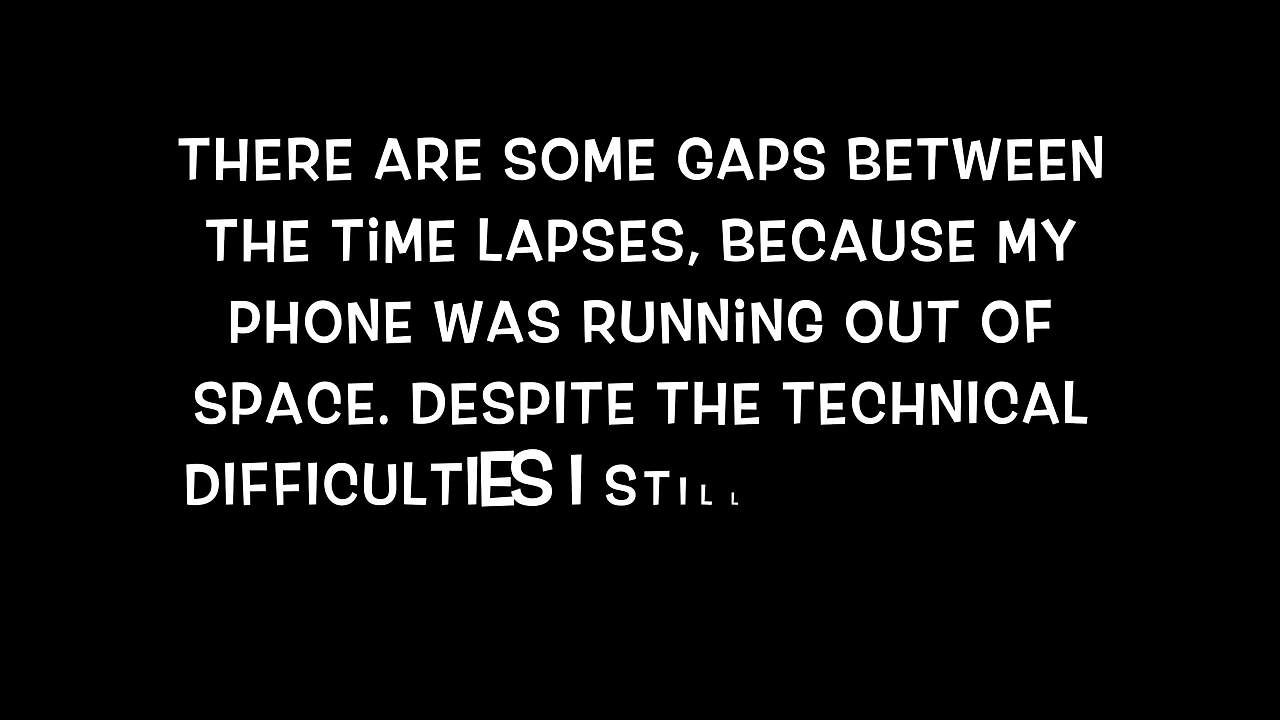 THERE ARE SOME GAPS BETWEEN
THE TiME LAPSES, BECAUSE MY
PHONE WAS RUNNiNG OUT OF
SPACE. DESPITE THE TECHNICAL
DIFFICULTIES I STILL